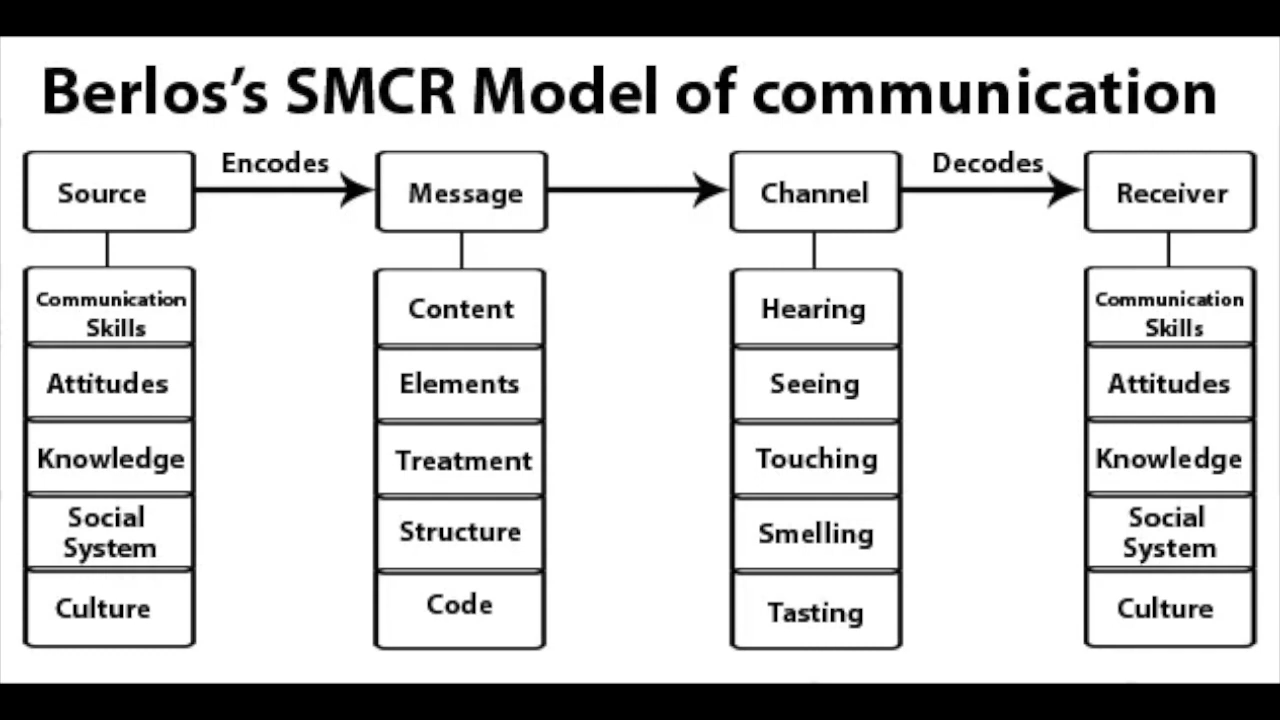 Berlos's SMCR Model of communication
Encodes
Decodes
Source
Message
Channel
Receiver
Communication
Skills
Attitudes
Knowledge
Social
System
Culture
Content
Elements
Treatment
Structure
Code
Hearing
Seeing
Touching
Smelling
Tasting
Communication
Skills
Attitudes
Knowledge
Social
System
Culture